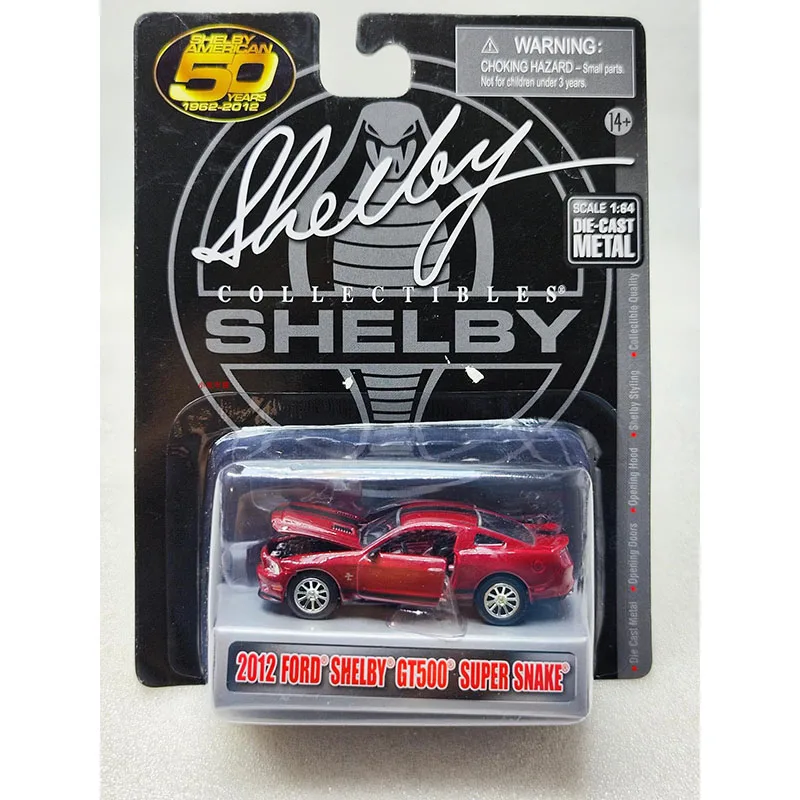 SHELBY
AMERICAN
50
YEARS
1962-2012
WARNING:
CHOKING HAZARD – Small parts.
Not for children under 3 years.
14+
Shelby
SCALE 1:64
DIE-CAST
METAL
COLLECTIBLES®
SHELBY
Die Cast Metal • Opening Doors • Opening Hood • Shelby Styling • Collectible Quality
2012 FORD® SHELBY® GT500® SUPER SNAKE®